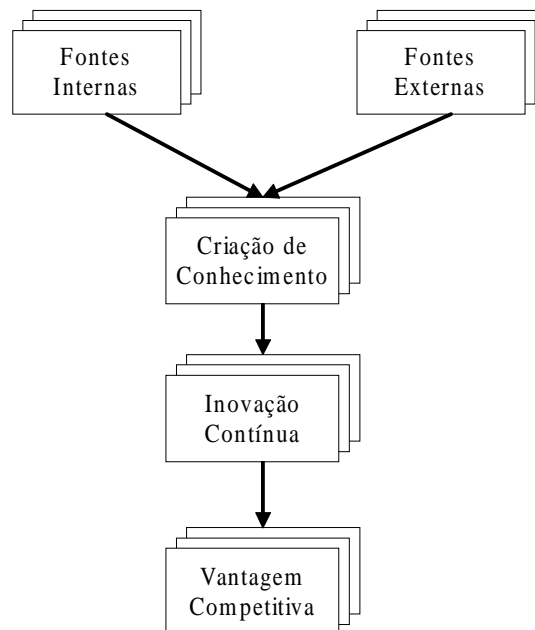 Fontes
Internas
Fontes
Externas
Criação de
Conhecimento
Inovação
Contínua
Vantagem
Competitiva